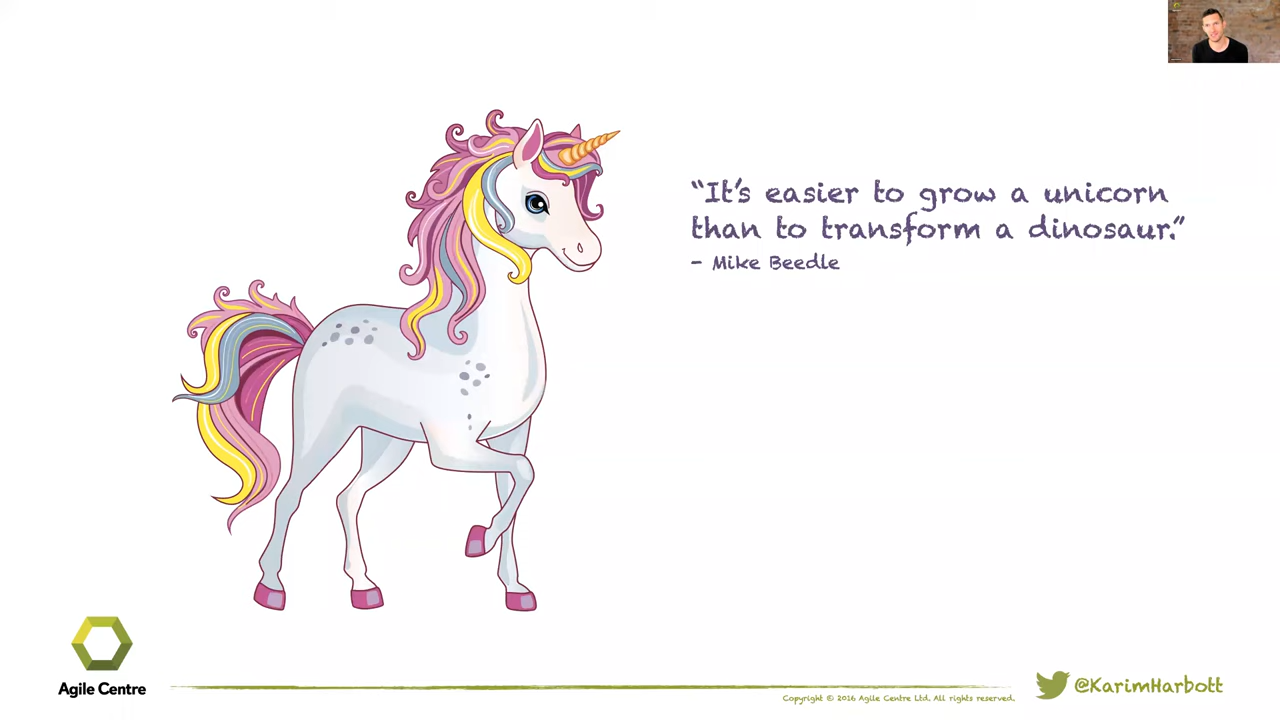 “It’s easier to grow a unicorn
than to transform a dinosaur.”
– Mike Beedle
Agile Centre
Copyright © 2016 Agile Centre Ltd. All rights reserved.
@KarimHarbott